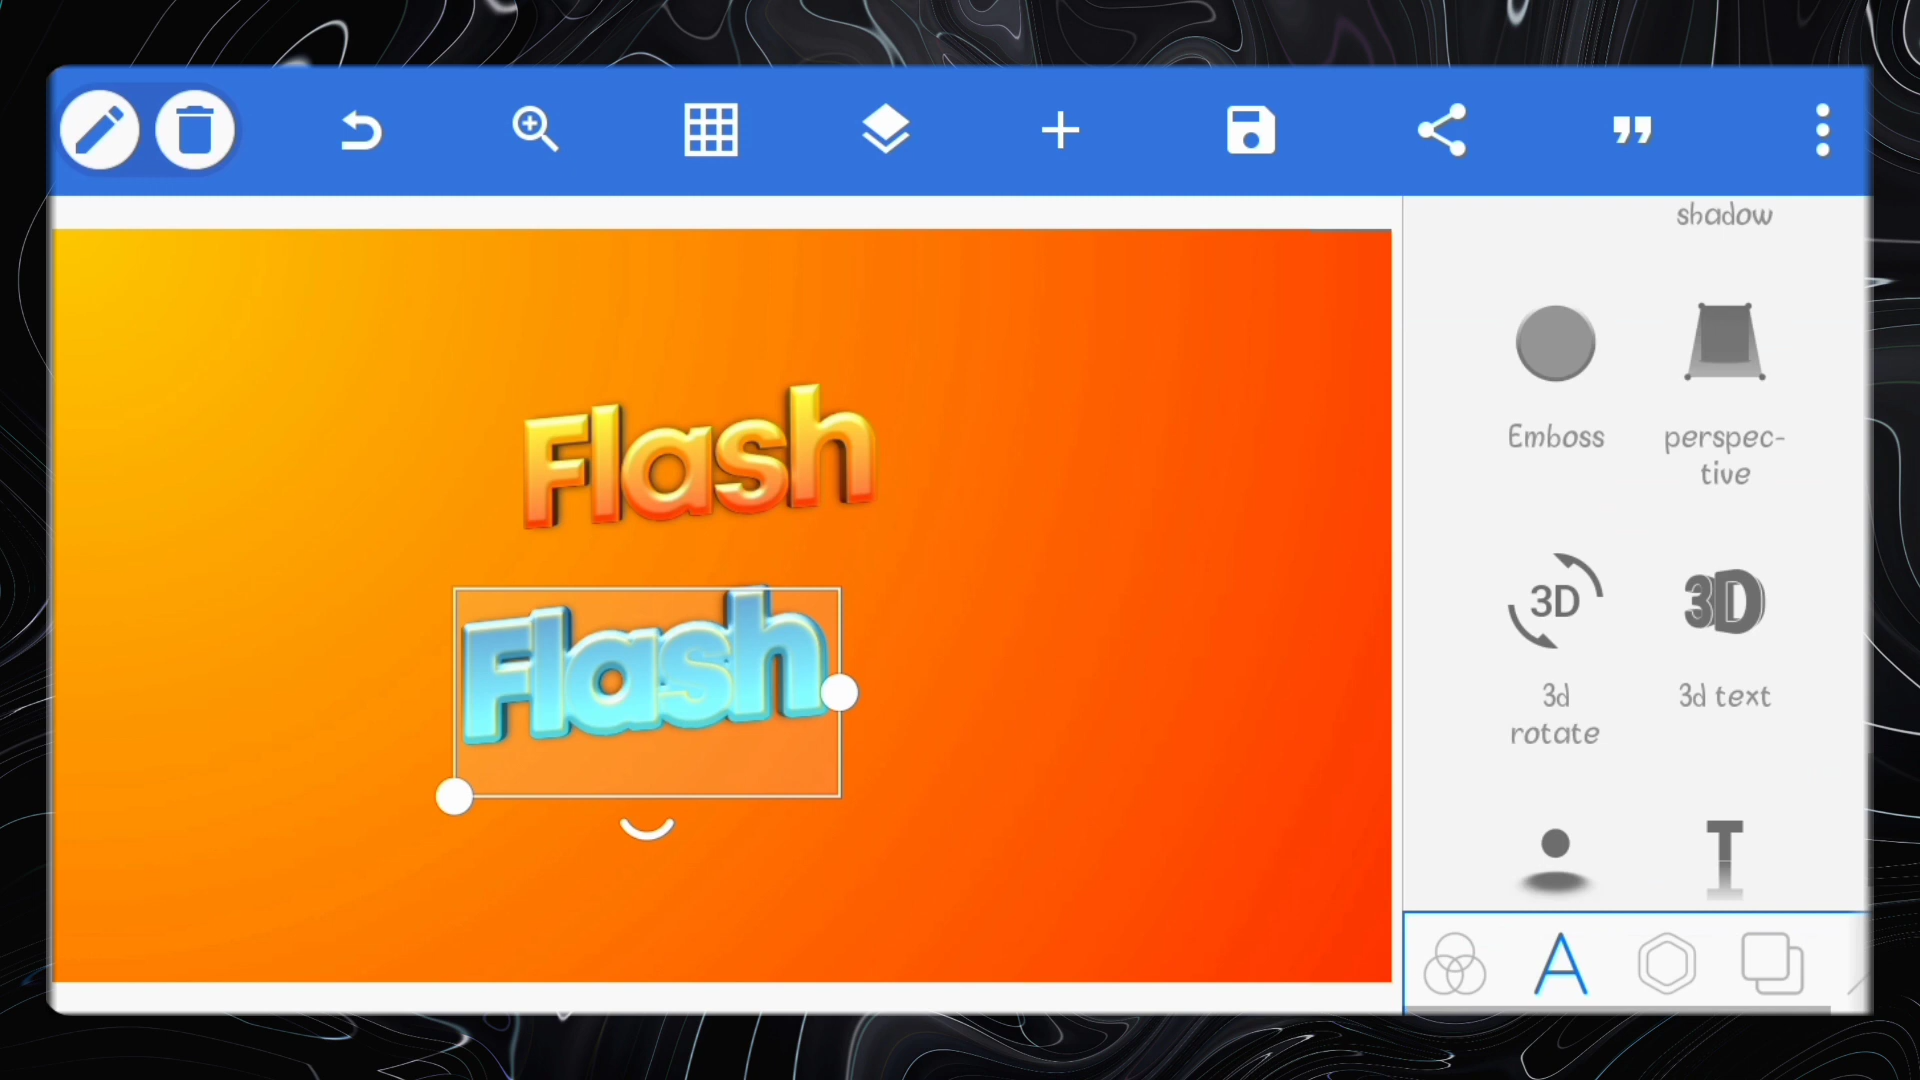 shadow
Flash
Emboss
perspec-
tive
Flash
3D
3D
3d
rotate
3d text
T
A